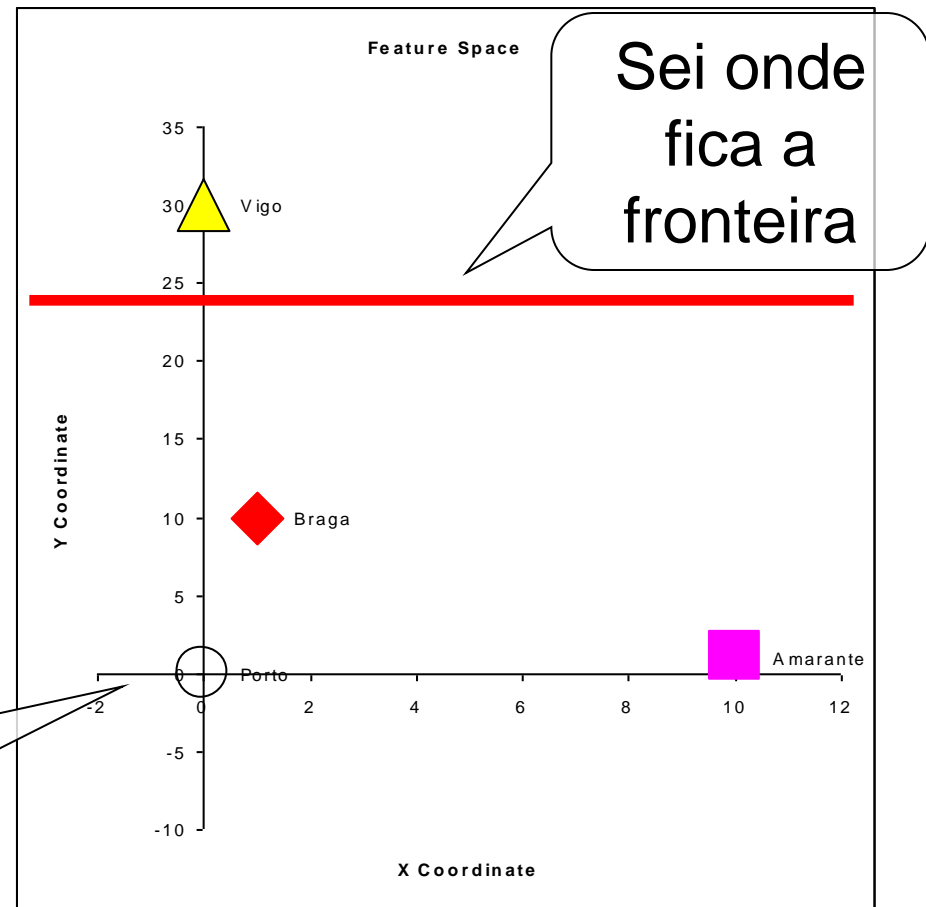 Feature Space
Sei onde
fica a
fronteira
35
30
Vigo
25
20
15
10
Braga
5
0
Porto
Amarante
-2
0
2
4
6
8
10
12
-5
-10
Y Coordinate
X Coordinate